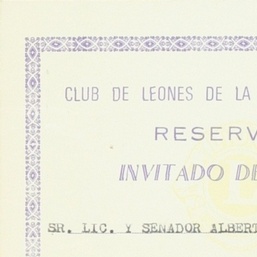 CLUB DE LEONES DE LA
RESERV
INVITADO DE
SR. LIC. Y SENADOR ALBERT